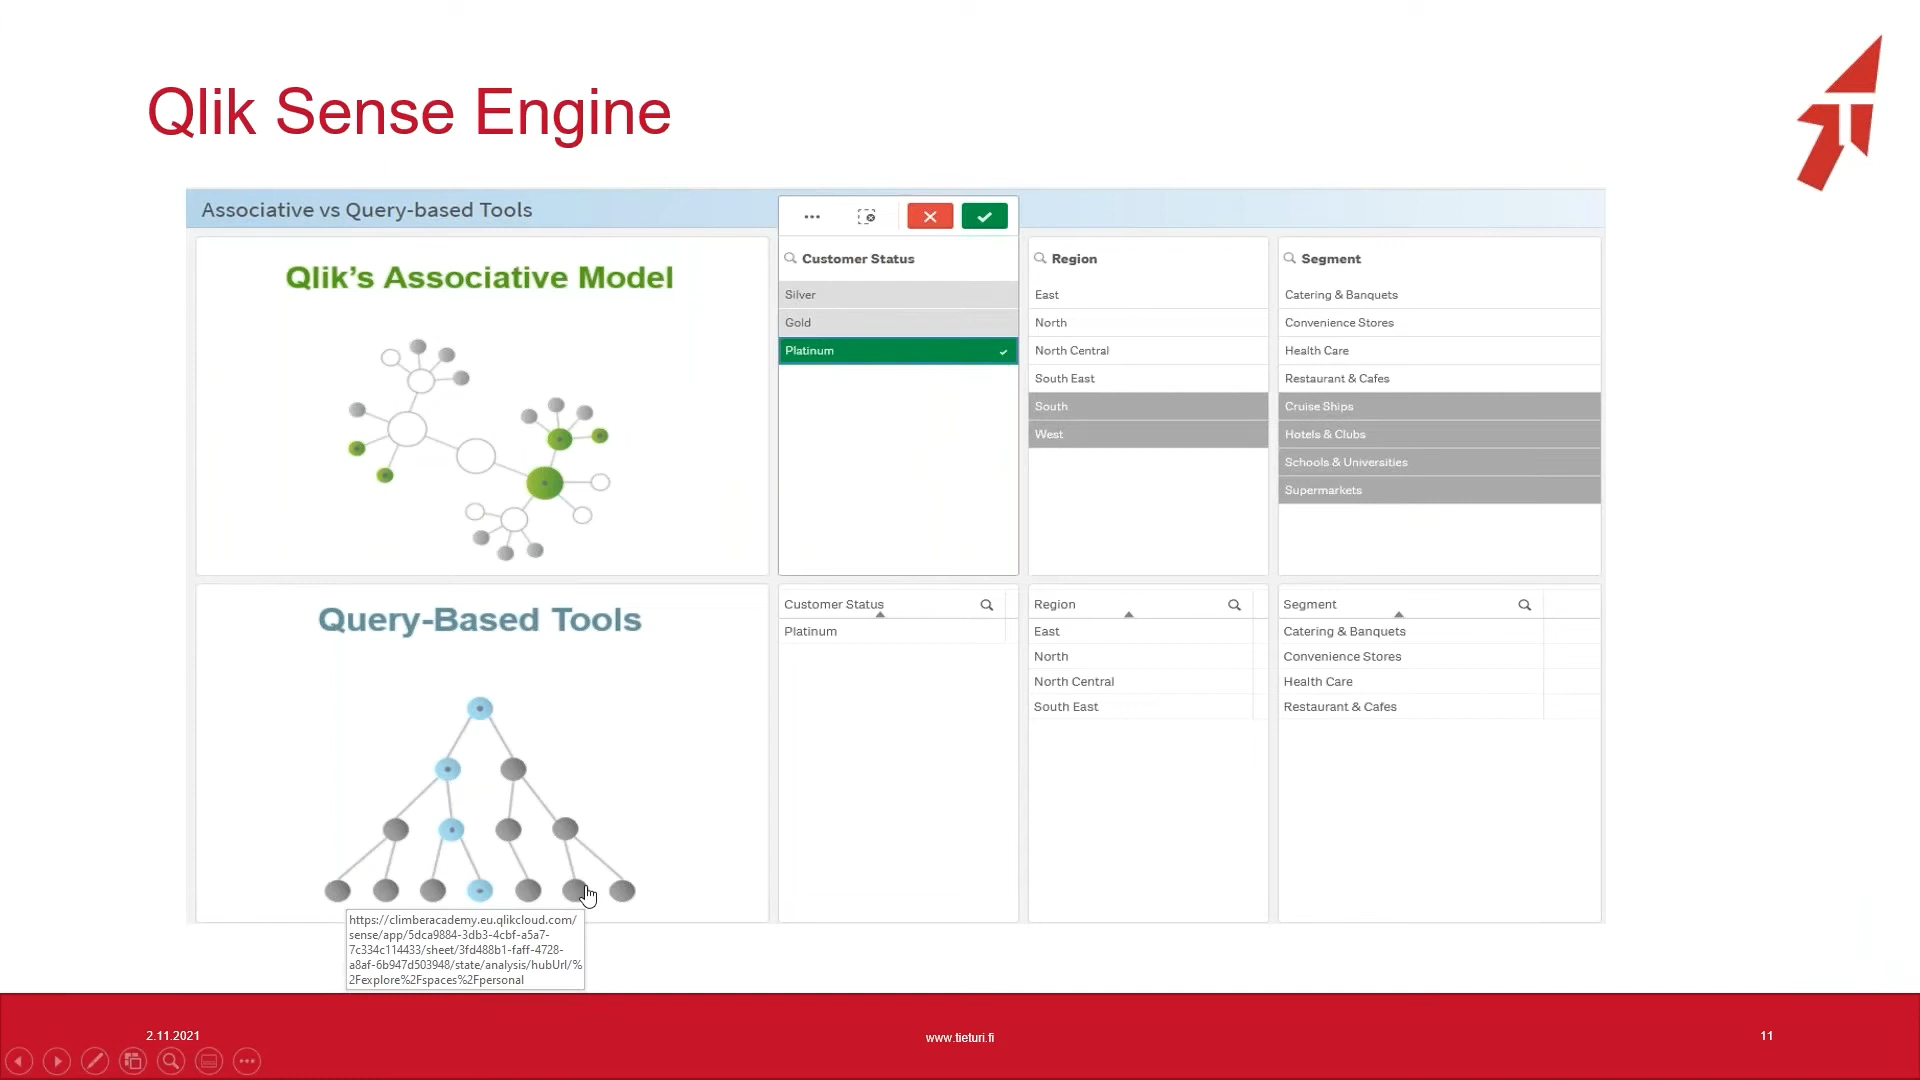 Qlik Sense Engine
Associative vs Query-based Tools
Qlik's Associative Model
Customer Status
Silver
Gold
Platinum
Region
East
North
North Central
South East
South
West
Segment
Catering & Banquets
Convenience Stores
Health Care
Restaurant & Cafes
Cruise Ships
Hotels & Clubs
Schools & Universities
Supermarkets
Query-Based Tools
Customer Status
Platinum
Region
East
North
North Central
South East
Segment
Catering & Banquets
Convenience Stores
Health Care
Restaurant & Cafes
https://climberacademy.eu.qlikcloud.com/
sense/app/5dca9884-3db3-4cbf-a5a7-
7c334c114433/sheet/3fd488b1-faff-4728-
a8af-6b947d503948/state/analysis/hubUrl/%
2Fexplore%2Fspaces%2Fpersonal
2.11.2021
www.tieturi.fi
11